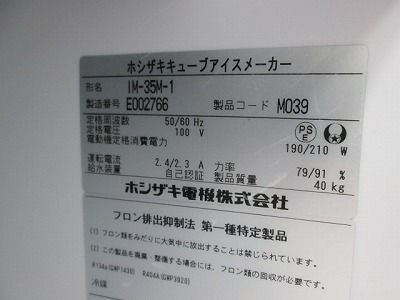 ホシザキキューブアイスメーカー
形名 IM-35M-1
製造番号 E002766 製品コード M039
定格周波数 50/60 Hz
定格電圧 100 V
電動機定格消費電力 190/210 W
PSE
運転電流 2.4/2.3 A 力率 79/91 %
給水装置 自己認証 製品質量 40 kg
ホシザキ電機株式会社
フロン排出抑制法 第一種特定製品
(1) フロン類をみだりに大気中に放出することは禁じられています。
(2) この製品を廃棄・整備する場合には、フロン類の回収が必要です。
R134a(GWP1430) R404A(GWP3920)
冷媒